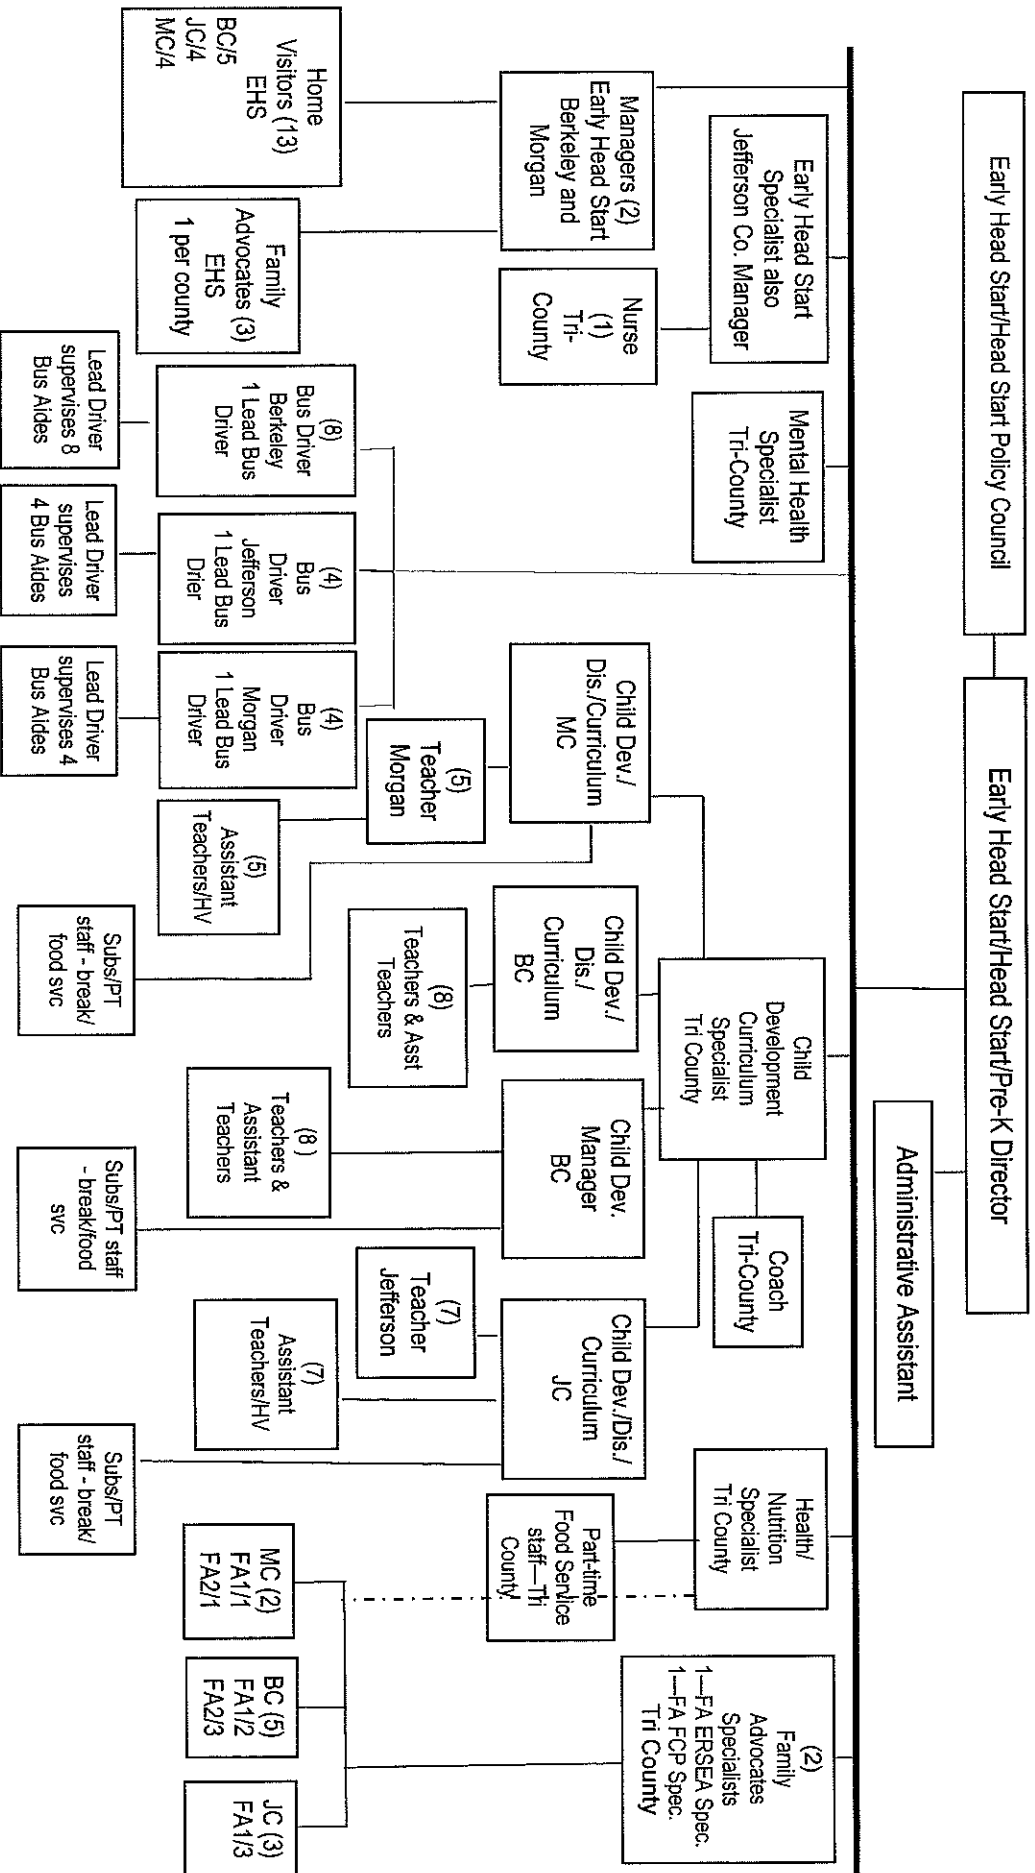 Early Head Start/Head Start Policy Council
Early Head Start/Head Start/Pre-K Director
Administrative Assistant
Early Head Start
Specialist also
Jefferson Co. Manager
Mental Health
Specialist
Tri-County
Child
Development
Curriculum
Specialist
Tri County
Coach
Tri-County
Health/
Nutrition
Specialist
Tri County
(2)
Family
Advocates
Specialists
1—FA ERSEA Spec.
1—FA FCP Spec.
Tri County
Managers (2)
Early Head Start
Berkeley and
Morgan
Nurse
(1)
Tri-
County
Child Dev./
Dis./Curriculum
MC
Child Dev./
Dis./
Curriculum
BC
Child Dev.
Manager
BC
Child Dev./Dis./
Curriculum
JC
Part-time
Food Service
staff—Tri
County
Home
Visitors (13)
EHS
BC/5
JC/4
MC/4
Family
Advocates (3)
EHS
1 per county
(8)
Bus Driver
Berkeley
1 Lead Bus
Driver
(4)
Bus
Driver
Jefferson
1 Lead Bus
Drier
(4)
Bus
Driver
Morgan
1 Lead Bus
Driver
(5)
Teacher
Morgan
(5)
Assistant
Teachers/HV
(8)
Teachers & Asst
Teachers
(8)
Teachers &
Assistant
Teachers
(7)
Teacher
Jefferson
(7)
Assistant
Teachers/HV
MC (2)
FA1/1
FA2/1
BC (5)
FA1/2
FA2/3
JC (3)
FA1/3
Lead Driver
supervises 8
Bus Aides
Lead Driver
supervises
4 Bus Aides
Lead Driver
supervises 4
Bus Aides
Subs/PT
staff - break/
food svc
Subs/PT staff
- break/food
svc
Subs/PT
staff - break/
food svc